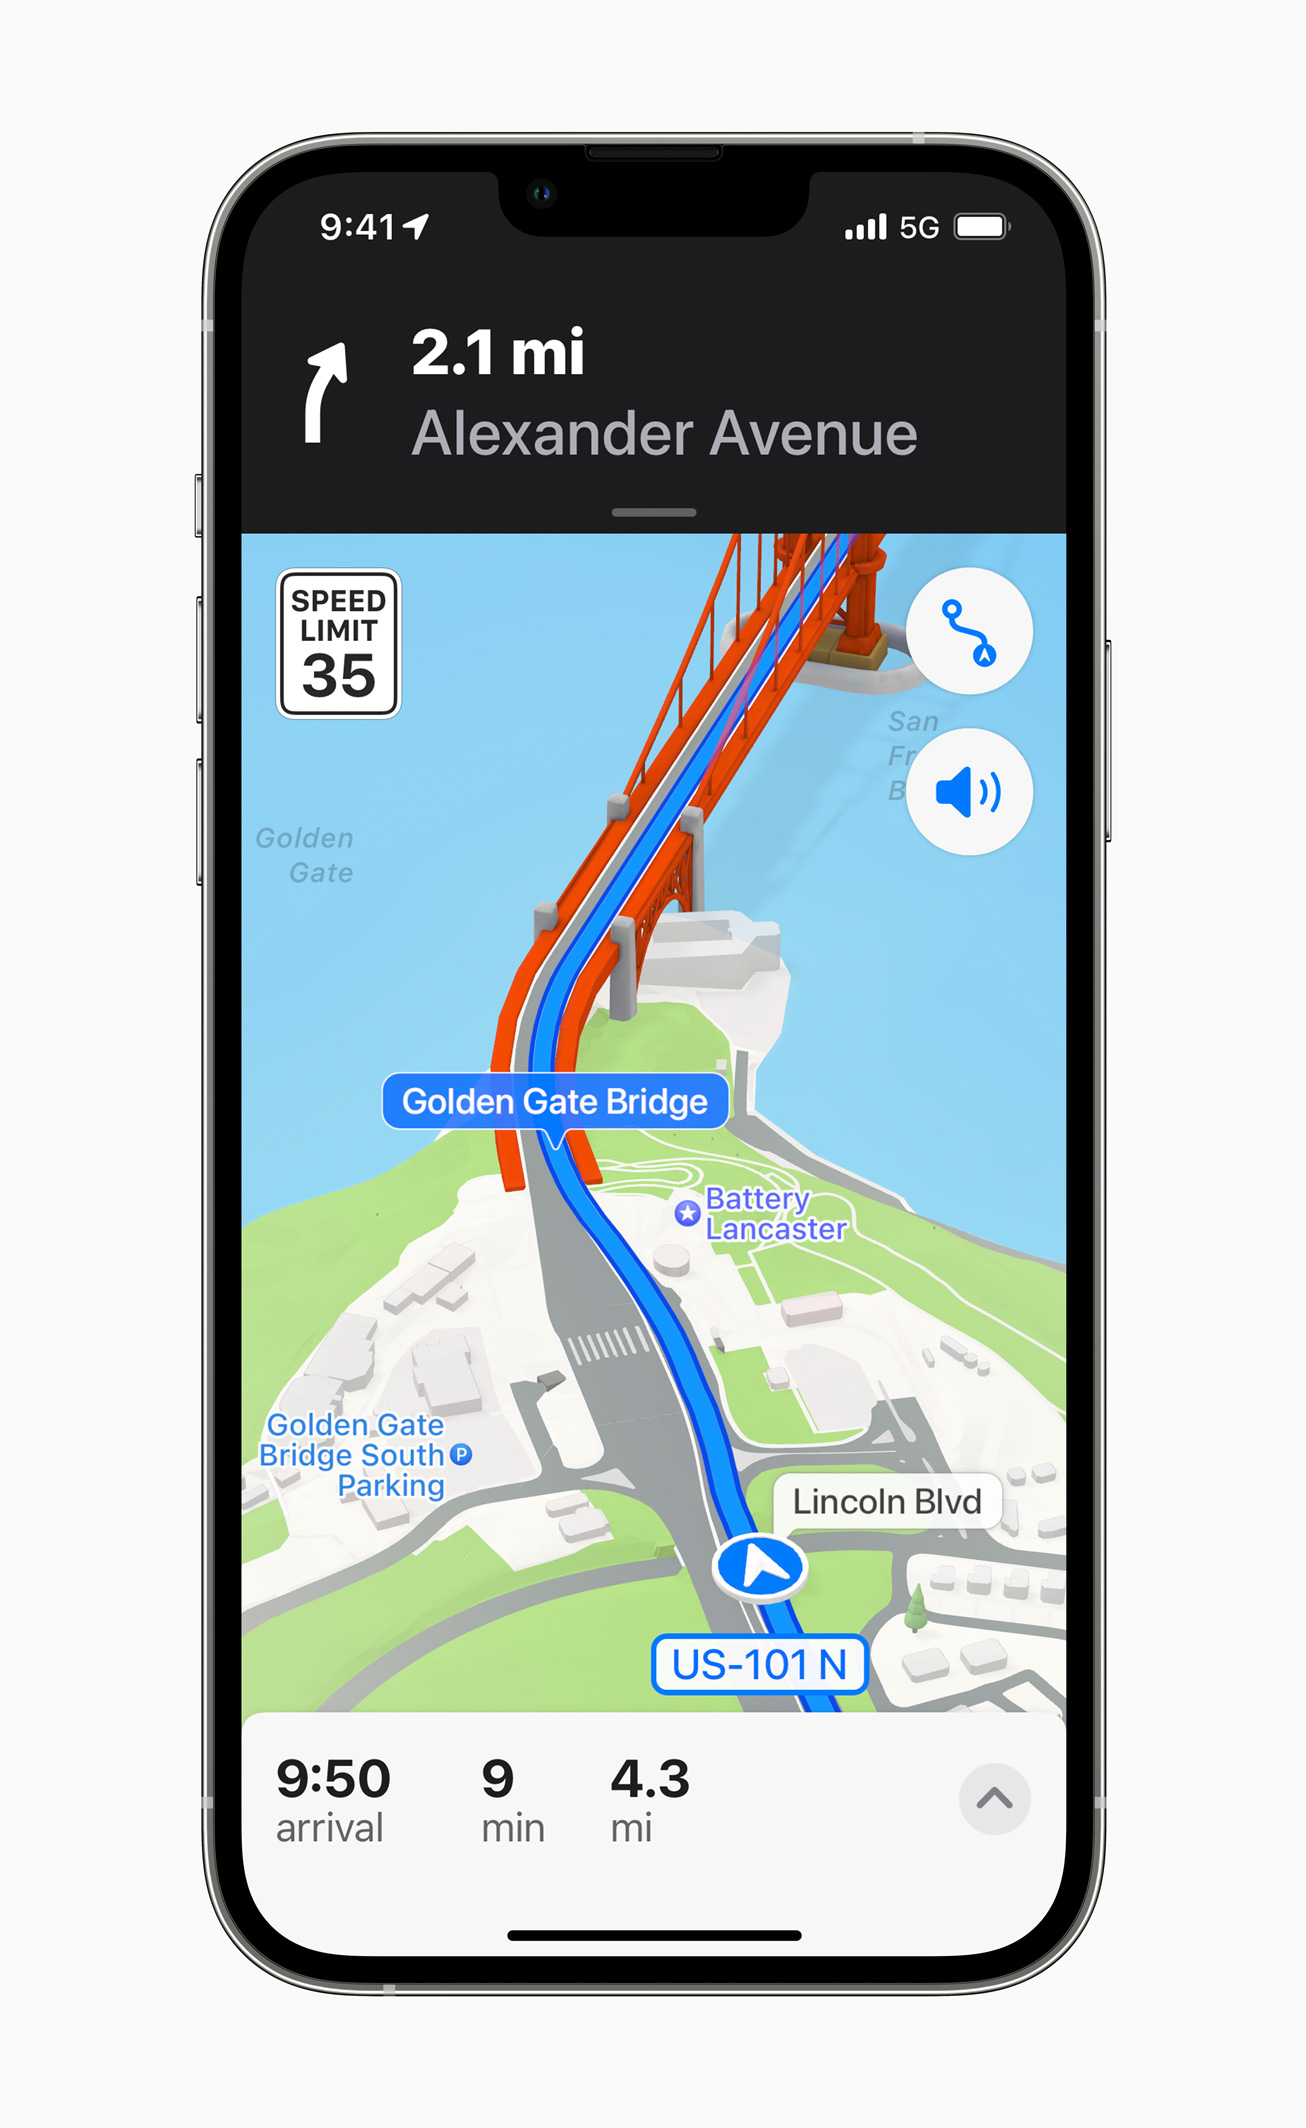 9:41
5G
2.1 mi
Alexander Avenue
SPEED
LIMIT
35
San
Fr
B
Golden
Gate
Golden Gate Bridge
Battery
Lancaster
Golden Gate
Bridge South
Parking
P
Lincoln Blvd
US-101 N
9:50 9 4.3
arrival min mi